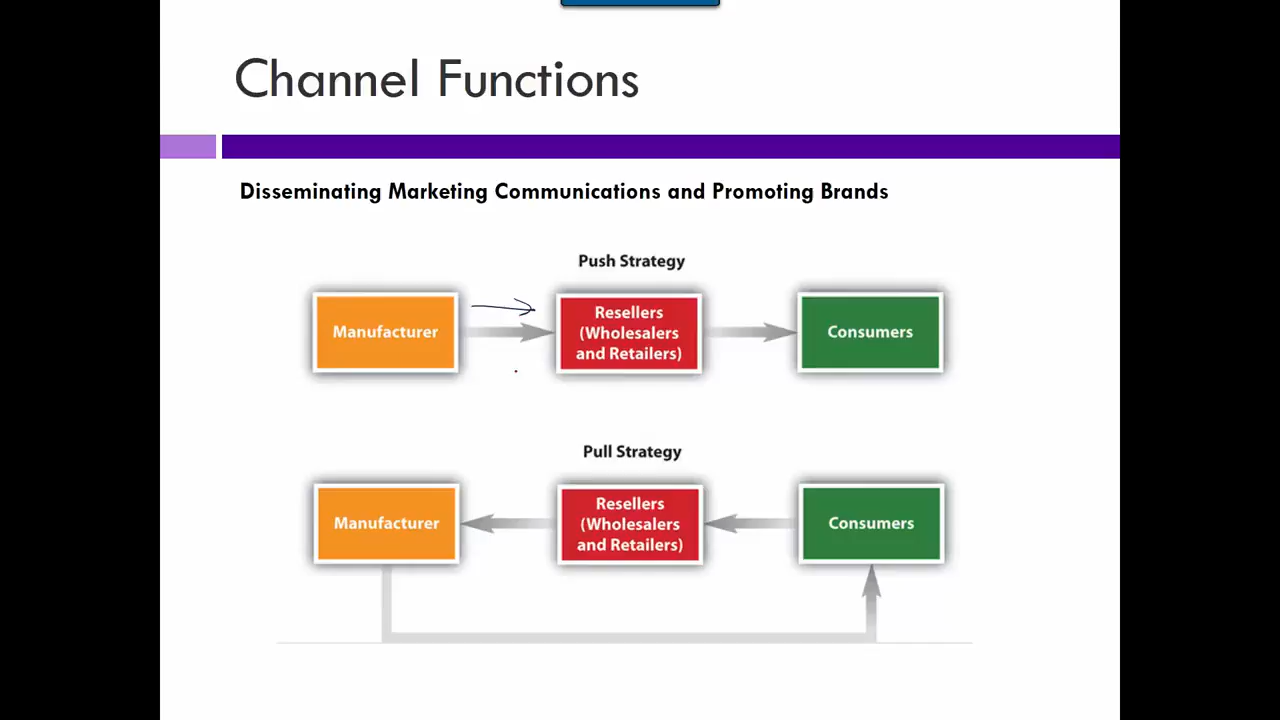 Channel Functions
Disseminating Marketing Communications and Promoting Brands
Push Strategy
Manufacturer
Resellers
(Wholesalers
and Retailers)
Consumers
Pull Strategy
Manufacturer
Resellers
(Wholesalers
and Retailers)
Consumers